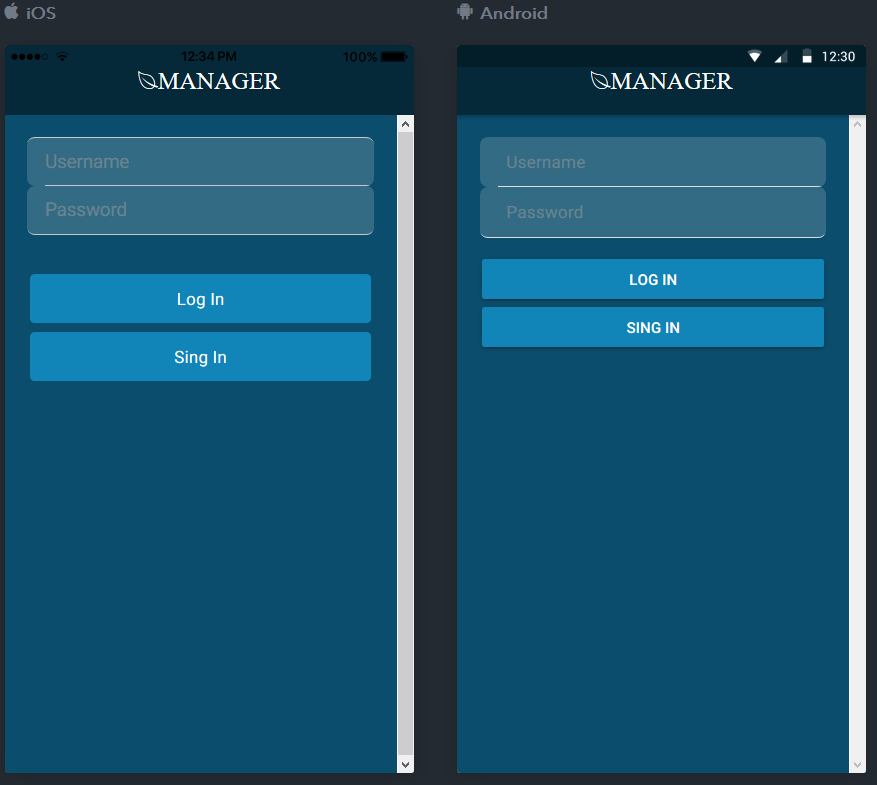 iOS
12:34 PM 100%
MANAGER
Username
Password
Log In
Sing In
Android
12:30
MANAGER
Username
Password
LOG IN
SING IN